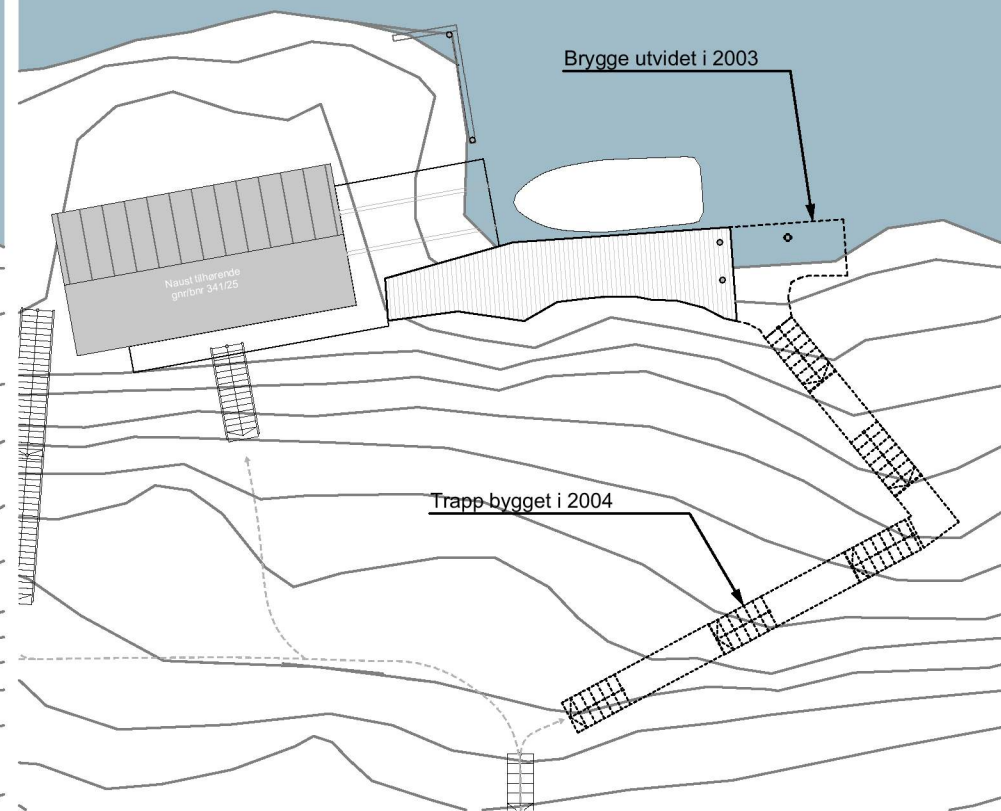 Brygge utvidet i 2003
Naust tilhørende
gnr/bnr 341/25
Trapp bygget i 2004